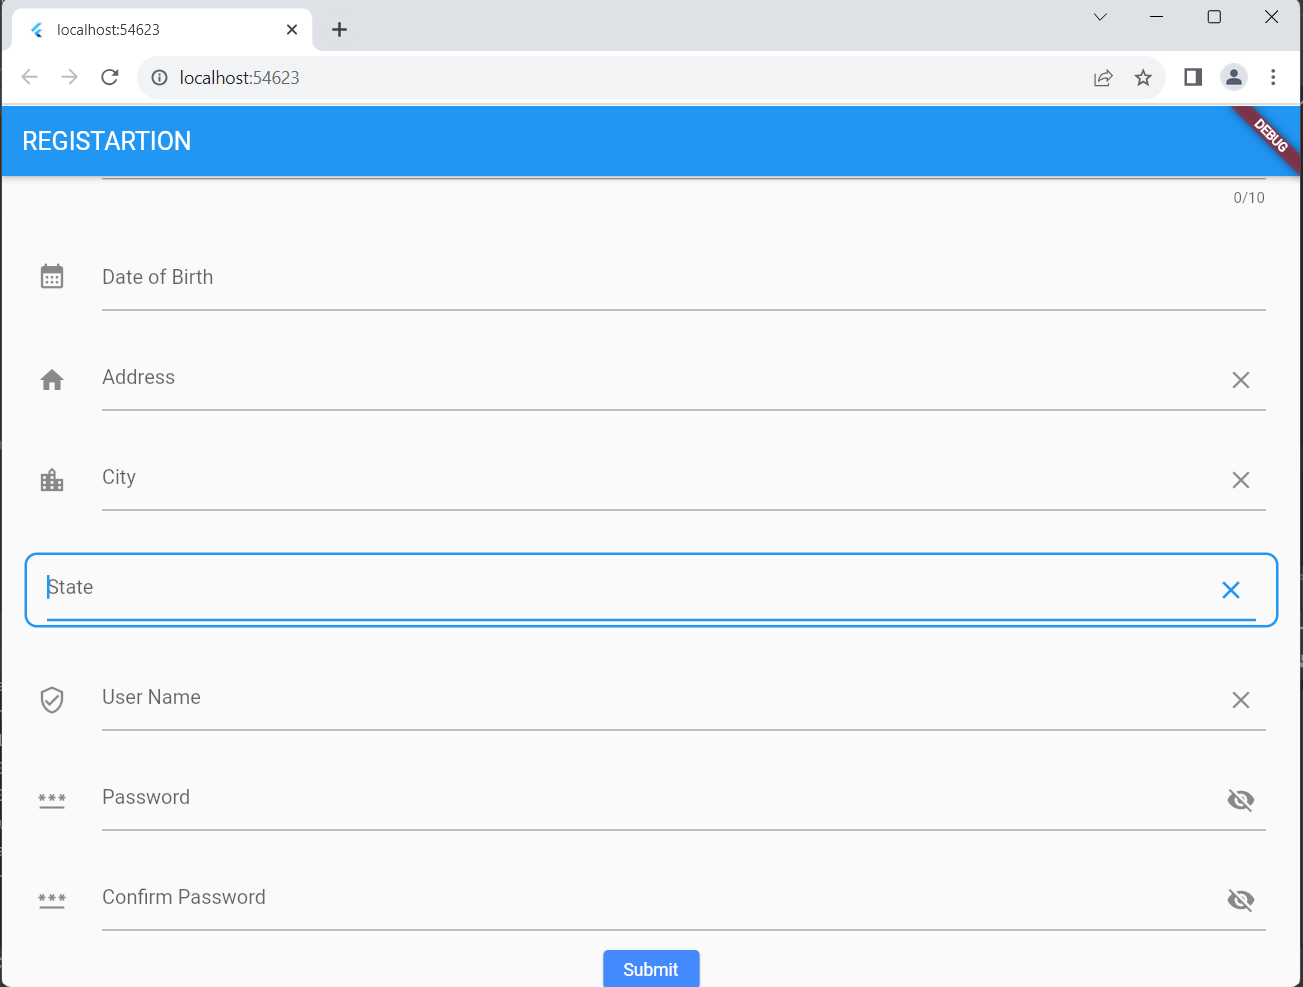 localhost:54623
localhost:54623
REGISTARTION
DEBUG
0/10
Date of Birth
Address
City
State
User Name
***
Password
***
Confirm Password
Submit